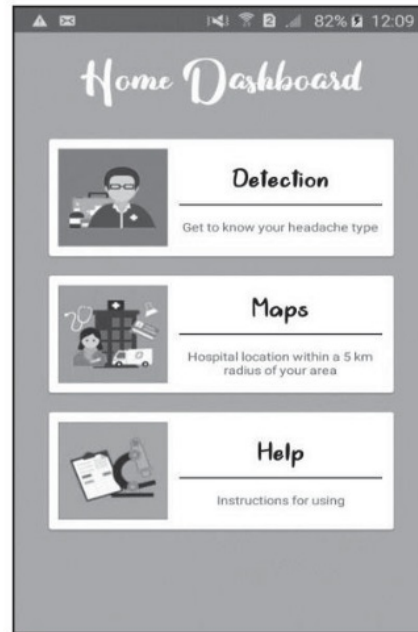 2 82% 12:09
Home Dashboard
Detection
Get to know your headache type
Maps
Hospital location within a 5 km
radius of your area
Help
Instructions for using